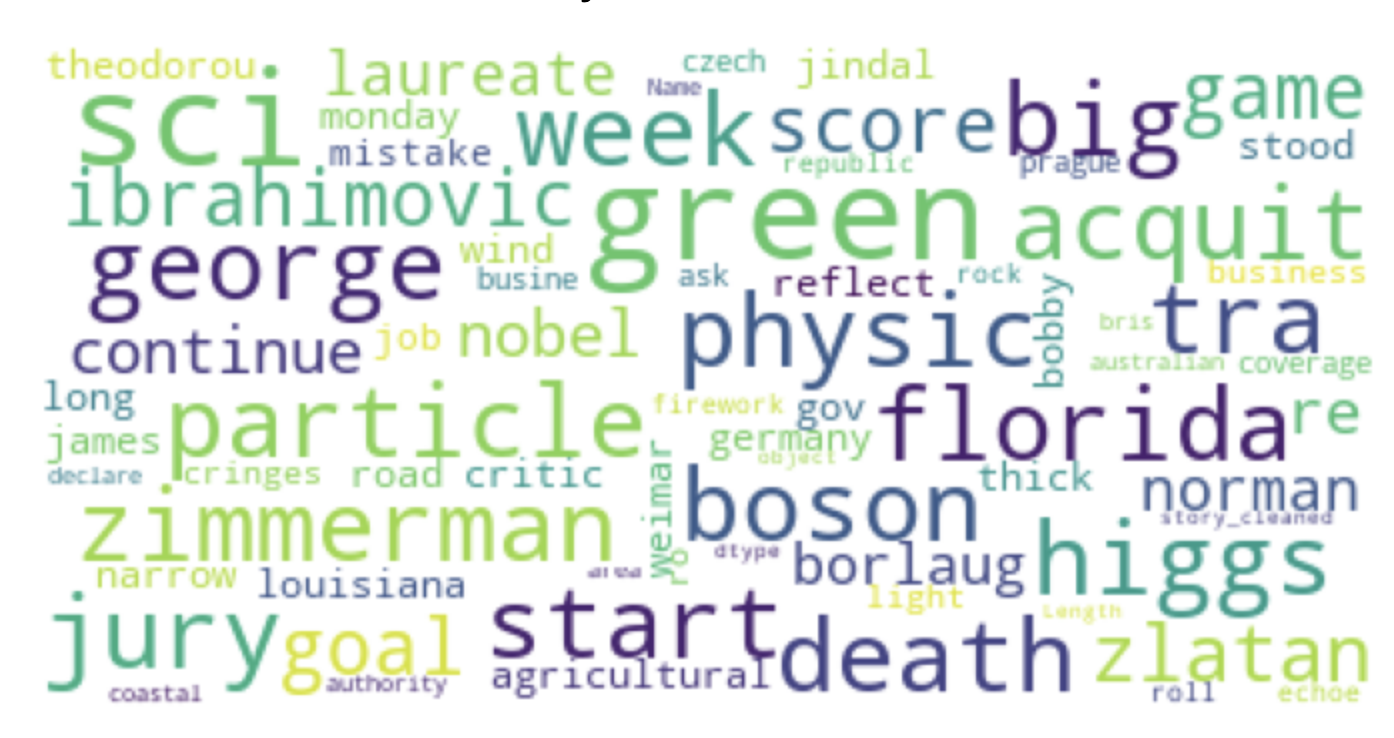 theodorou
laureate
czech
jindal
sci
monday
Name
week
score
big
game
mistake
republic
prague
stood
ibrahimovic
green
acquit
george
wind
busine
ask
reflect
rock
business
continue
job
nobel
physic
bobby
bris
tra
australian
coverage
long
particle
firework
gov
florida
re
james
germany
object
declare
cringes
road
critic
weimar
boson
thick
norman
story_cleaned
zimmerman
dtype
borlaug
higgs
narrow
louisiana
area
ro
light
Length
jury
goal
start
death
zlatan
coastal
authority
agricultural
roll
echoe